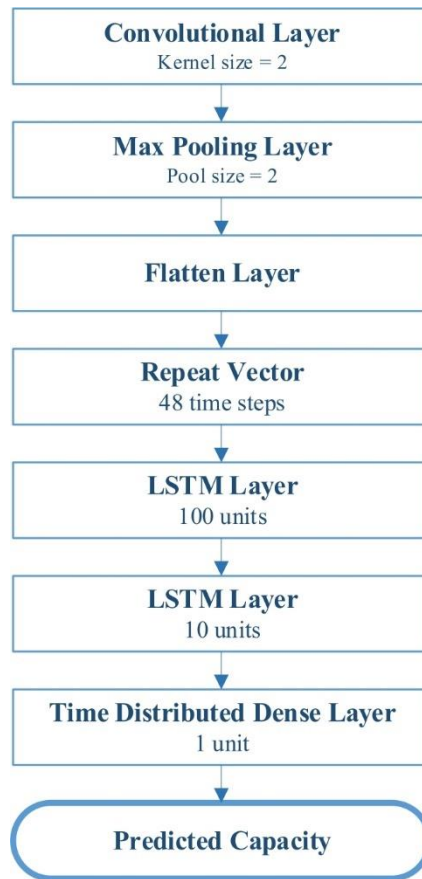 Convolutional Layer
Kernel size = 2
Max Pooling Layer
Pool size = 2
Flatten Layer
Repeat Vector
48 time steps
LSTM Layer
100 units
LSTM Layer
10 units
Time Distributed Dense Layer
1 unit
Predicted Capacity